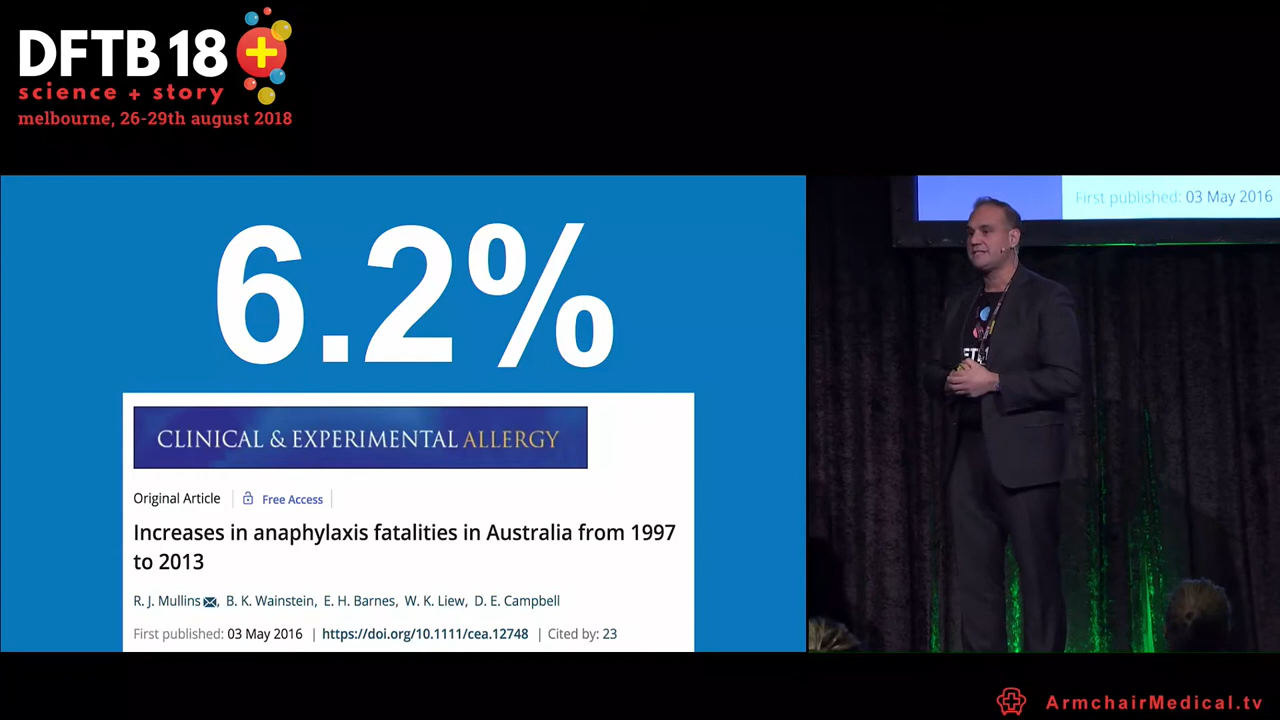 DFTB 18
science + story
melbourne, 26-29th august 2018
6.2%
CLINICAL & EXPERIMENTAL ALLERGY
Original Article
Free Access
Increases in anaphylaxis fatalities in Australia from 1997
to 2013
R. J. Mullins, B. K. Wainstein, E. H. Barnes, W. K. Liew, D. E. Campbell
First published: 03 May 2016 | https://doi.org/10.1111/cea.12748 | Cited by: 23
First published: 03 May 2016
ArmchairMedical.tv